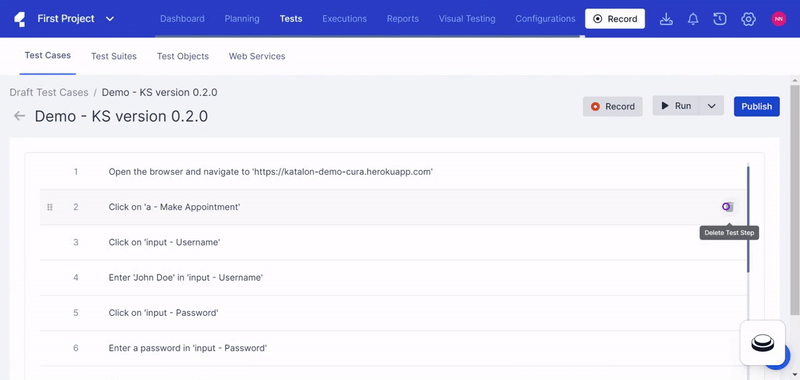 First Project Dashboard Planning Tests Executions Reports Visual Testing Configurations Record NN
Test Cases Test Suites Test Objects Web Services
Draft Test Cases / Demo - KS version 0.2.0
Demo - KS version 0.2.0 Record Run Publish
1 Open the browser and navigate to 'https://katalon-demo-cura.herokuapp.com'
2 Click on 'a - Make Appointment'
Delete Test Step
3 Click on 'input - Username'
4 Enter 'John Doe' in 'input - Username'
5 Click on 'input - Password'
6 Enter a password in 'input - Password'